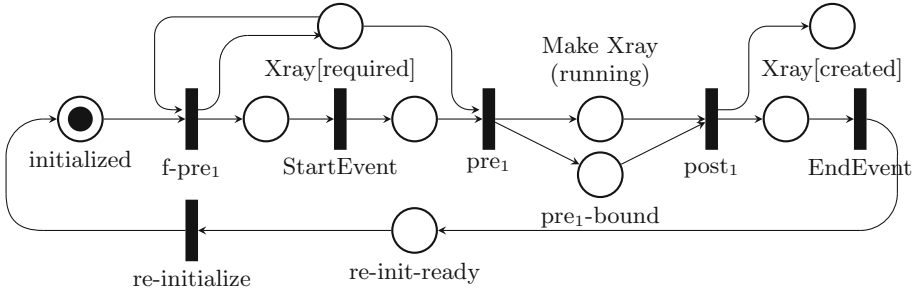 Xray[required]
Make Xray
(running)
Xray[created]
initialized
f-pre₁
StartEvent
pre₁
post₁
EndEvent
pre₁-bound
re-initialize
re-init-ready